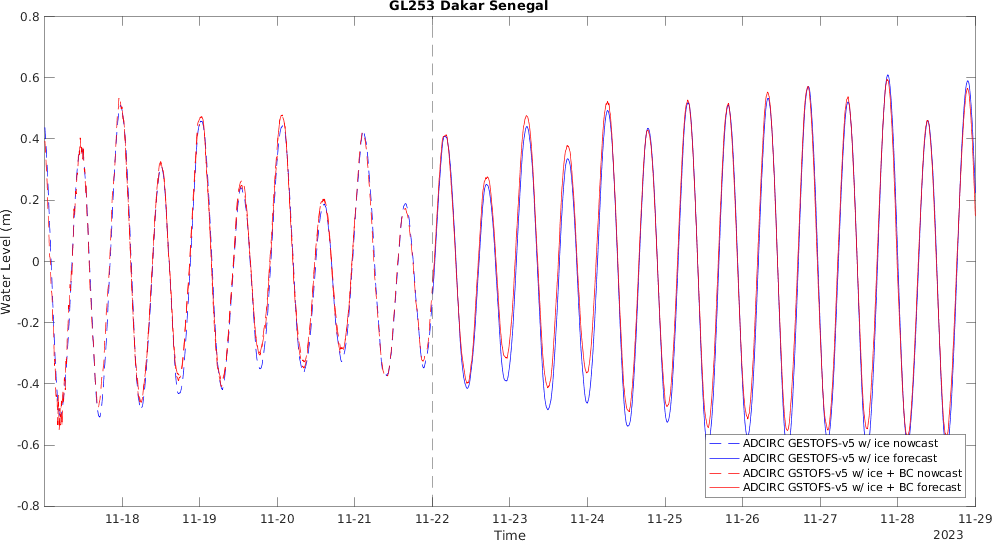 GL253 Dakar Senegal
0.8
0.6
0.4
0.2
0
-0.2
-0.4
-0.6
-0.8
Water Level (m)
ADCIRC GESTOFS-v5 w/ ice nowcast
ADCIRC GESTOFS-v5 w/ ice forecast
ADCIRC GSTOFS-v5 w/ ice + BC nowcast
ADCIRC GSTOFS-v5 w/ ice + BC forecast
11-18 11-19 11-20 11-21 11-22 11-23 11-24 11-25 11-26 11-27 11-28 11-29
Time
2023